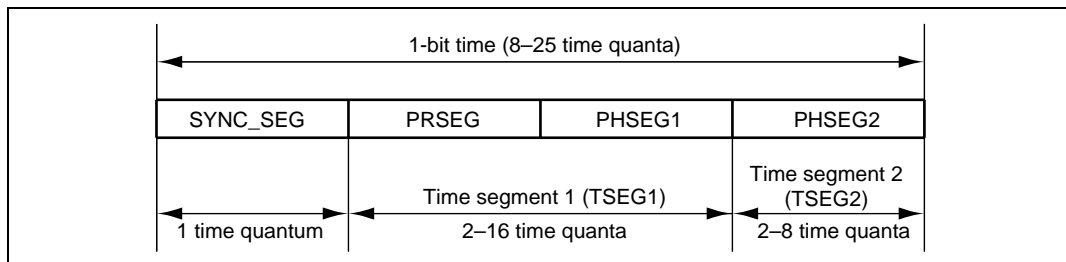 1-bit time (8–25 time quanta)
SYNC_SEG PRSEG PHSEG1 PHSEG2
Time segment 1 (TSEG1) Time segment 2
(TSEG2)
1 time quantum 2–16 time quanta 2–8 time quanta